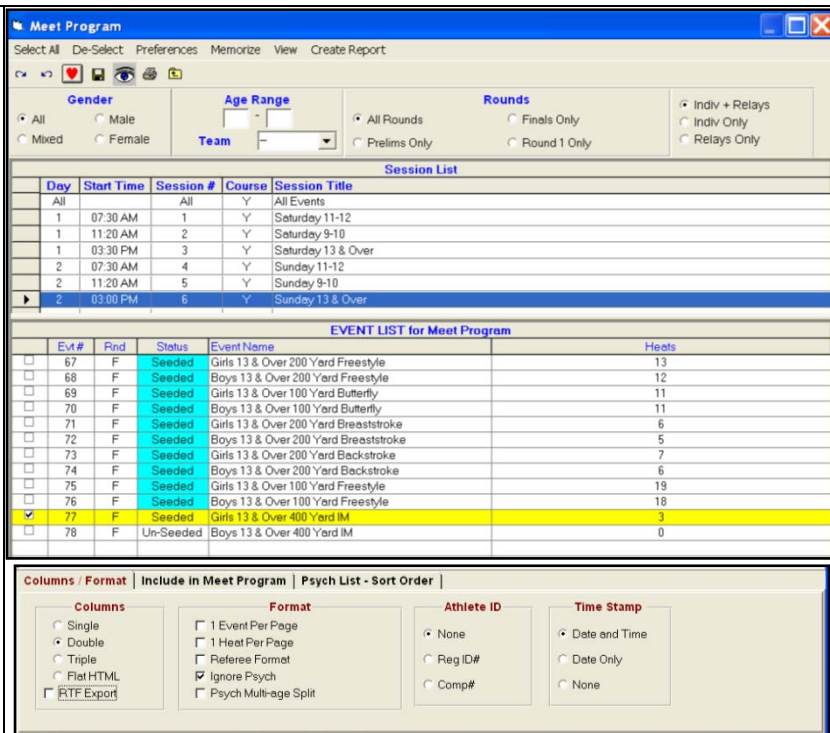 Meet Program
Select All De-Select Preferences Memorize View Create Report
Gender Age Range Rounds
All Male - All Rounds Finals Only Indiv + Relays
Mixed Female Team - Prelims Only Round 1 Only Indiv Only
Relays Only
Session List
Day Start Time Session # Course Session Title
All All Y All Events
1 07:30 AM 1 Y Saturday 11-12
1 11:20 AM 2 Y Saturday 9-10
1 03:30 PM 3 Y Saturday 13 & Over
2 07:30 AM 4 Y Sunday 11-12
2 11:20 AM 5 Y Sunday 9-10
2 03:00 PM 6 Y Sunday 13 & Over
EVENT LIST for Meet Program
Evt # Rnd Status Event Name Heats
67 F Seeded Girls 13 & Over 200 Yard Freestyle 13
68 F Seeded Boys 13 & Over 200 Yard Freestyle 12
69 F Seeded Girls 13 & Over 100 Yard Butterfly 11
70 F Seeded Boys 13 & Over 100 Yard Butterfly 11
71 F Seeded Girls 13 & Over 200 Yard Breaststroke 6
72 F Seeded Boys 13 & Over 200 Yard Breaststroke 5
73 F Seeded Girls 13 & Over 200 Yard Backstroke 7
74 F Seeded Boys 13 & Over 200 Yard Backstroke 6
75 F Seeded Girls 13 & Over 100 Yard Freestyle 19
76 F Seeded Boys 13 & Over 100 Yard Freestyle 18
77 F Seeded Girls 13 & Over 400 Yard IM 3
78 F Un-Seeded Boys 13 & Over 400 Yard IM 0
Columns / Format Include in Meet Program Psych List - Sort Order
Columns Format Athlete ID Time Stamp
Single 1 Event Per Page None Date and Time
Double 1 Heat Per Page
Triple Referee Format Reg ID# Date Only
Flat HTML Ignore Psych
RTF Export Psych Multi-age Split Comp# None